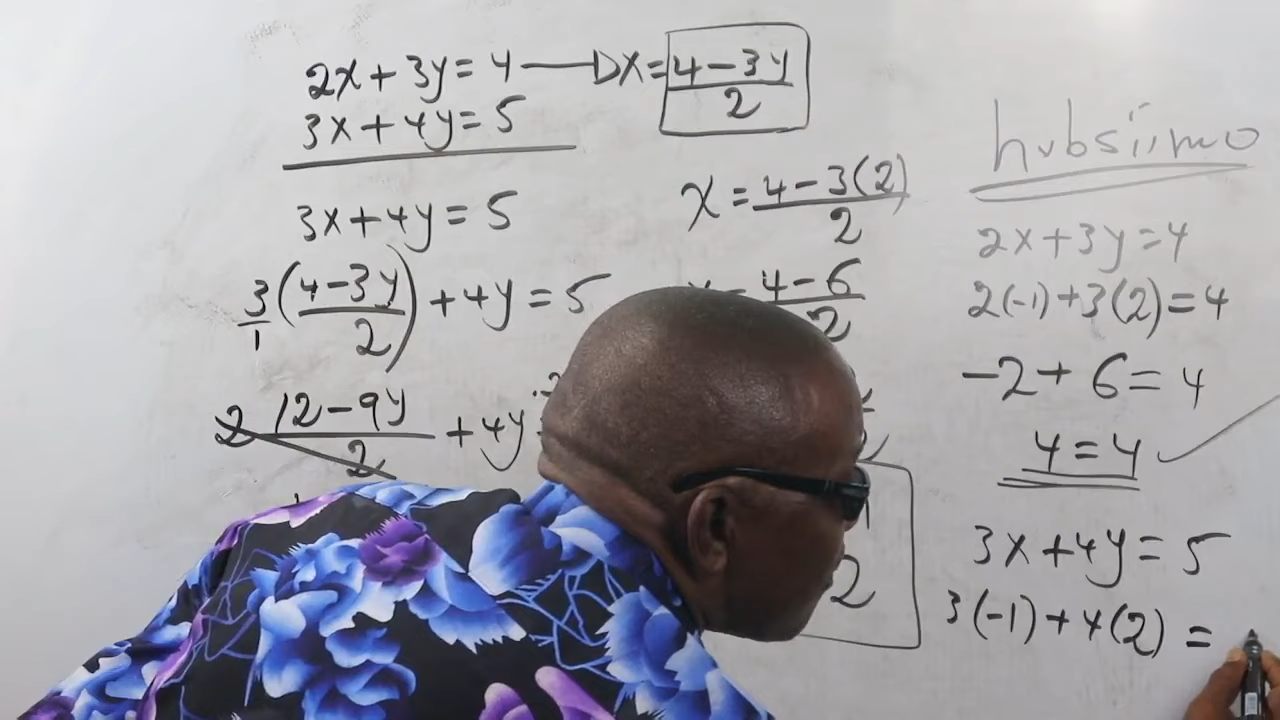 2x+3y=4 —▷ x= 4-3y/2
3x+4y=5
3x+4y=5
3/1(4-3y/2)+4y=5
2 12-9y/2 +4y
x=4-3(2)/2
4-6/2
2
hubsiimo
2x+3y=4
2(-1)+3(2)=4
-2+6=4
4=4 ✓
3x+4y=5
3(-1)+4(2)=